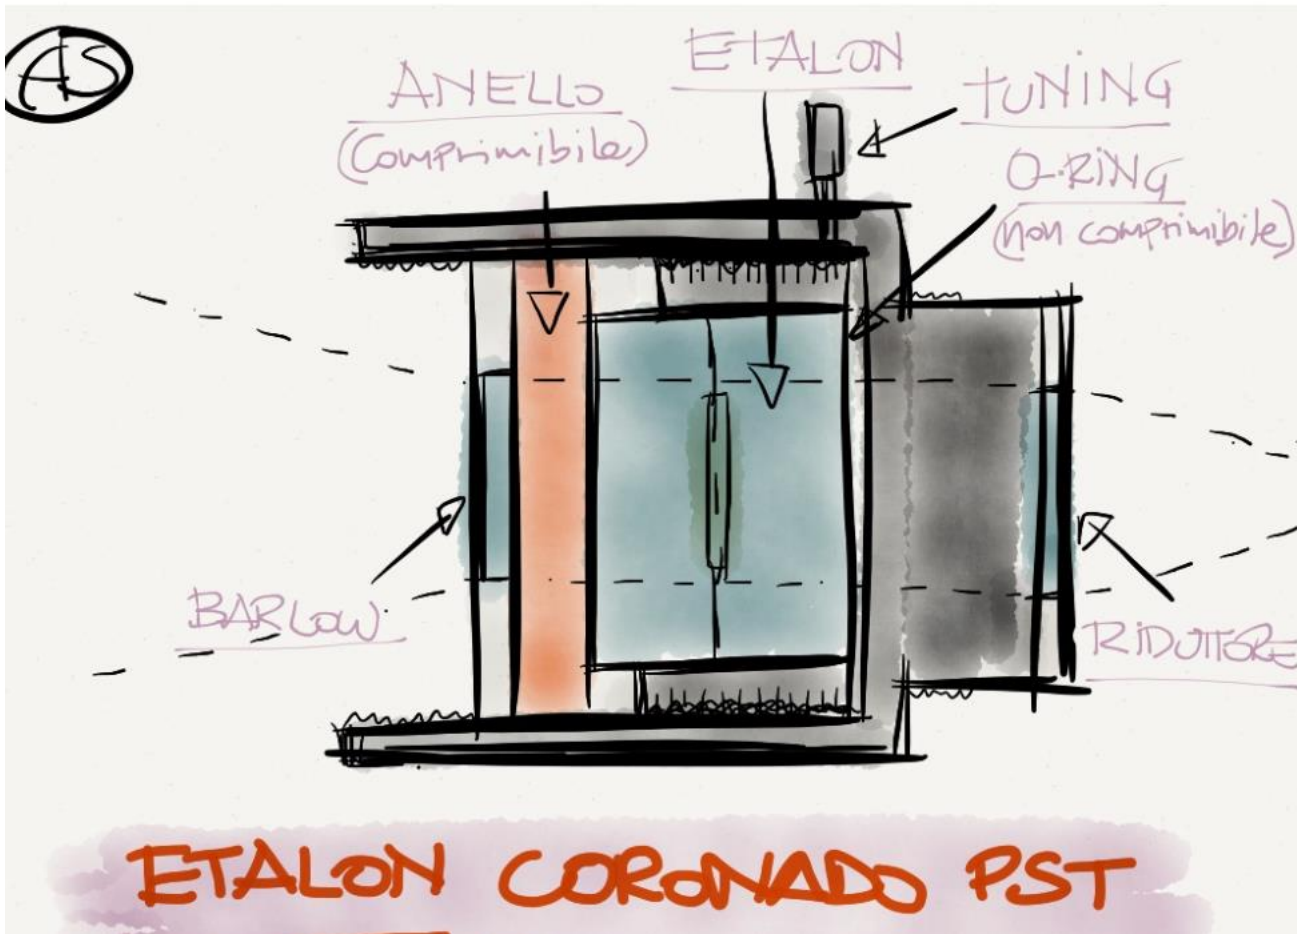 AS
ETALON
ANELLO
(comprimibile)
TUNING
O-RING
(non comprimibile)
BARLOW
RIDUTTORE
ETALON CORONADO PST